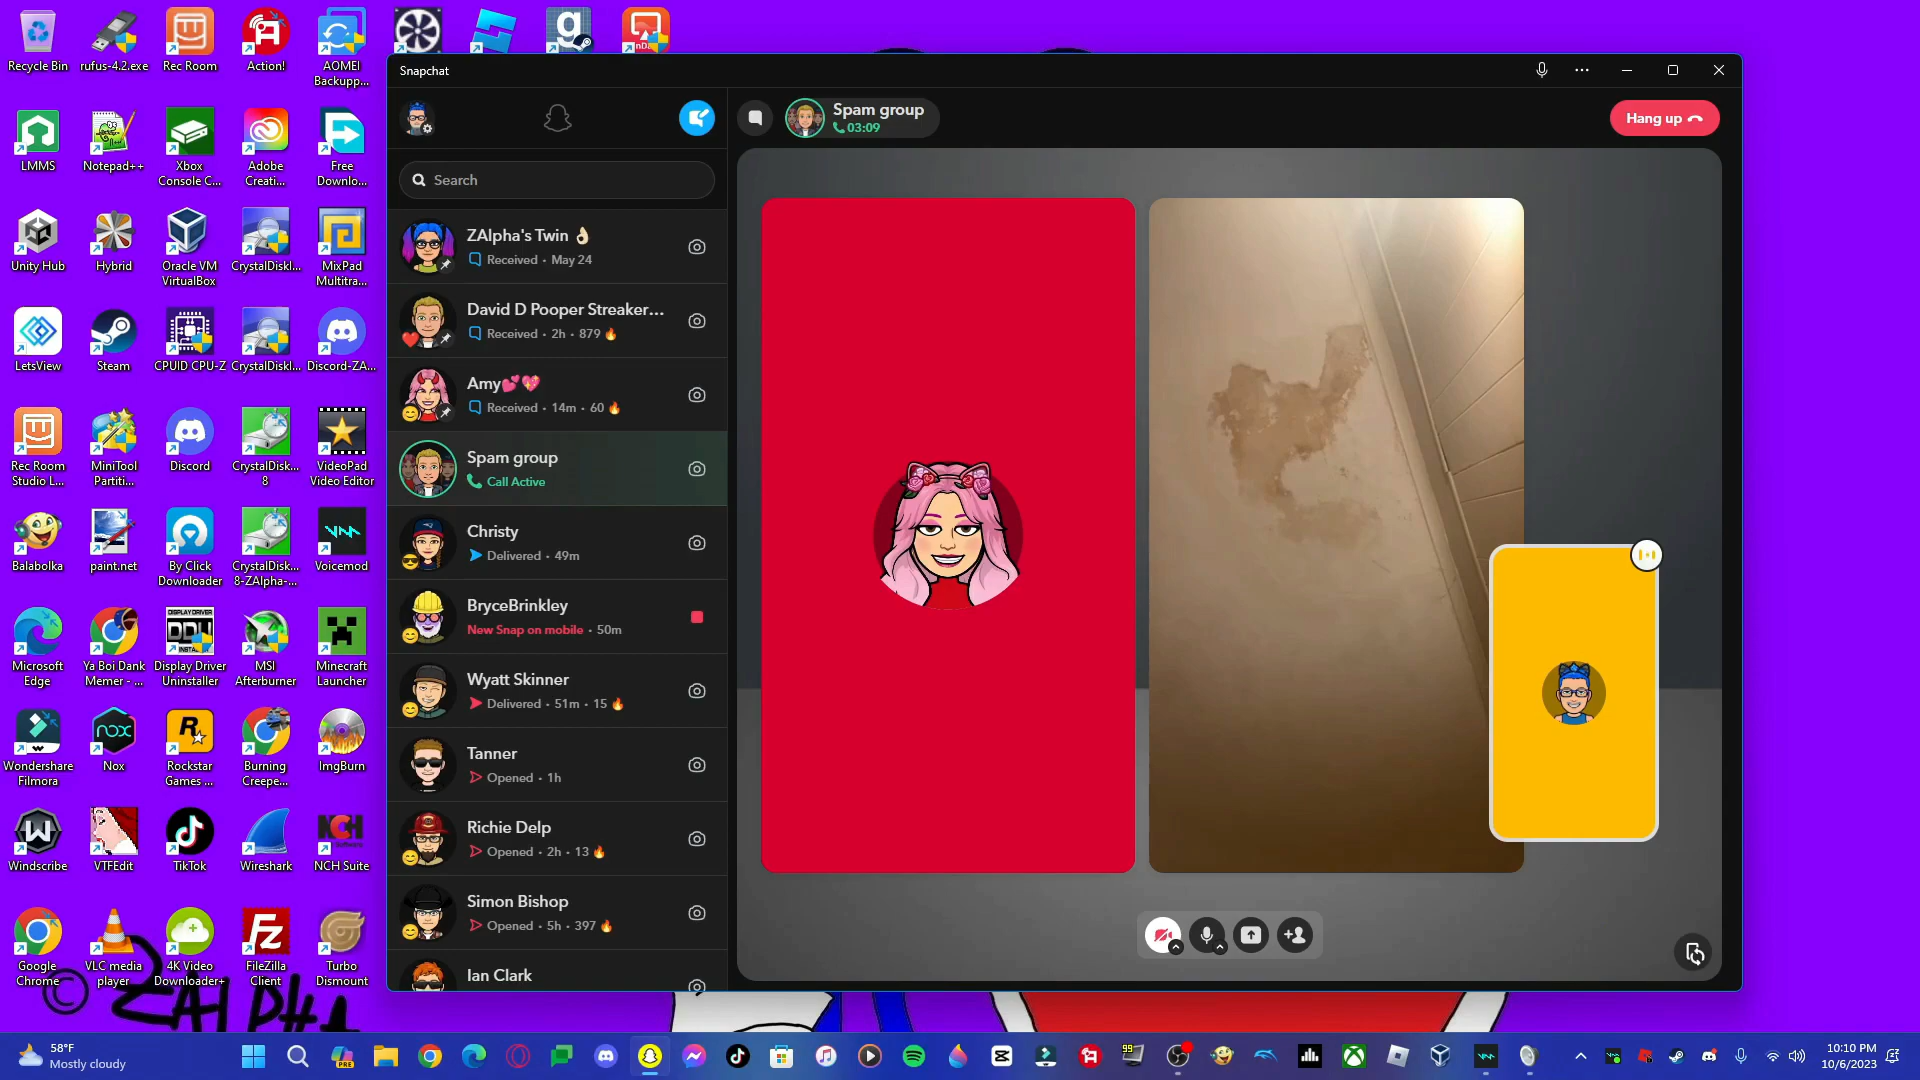 Recycle Bin
rufus-4.2.exe
Rec Room
Action!
AOMEI
Backupp...
LMMS
Notepad++
Xbox
Console C...
Adobe
Creati...
Free
Downlo...
Unity Hub
Hybrid
Oracle VM
VirtualBox
CrystalDiskI...
MixPad
Multitra...
LetsView
Steam
CPUID CPU-Z
CrystalDiskI...
Discord-ZA...
Rec Room
Studio L...
MiniTool
Partiti...
Discord
CrystalDisk...
8
VideoPad
Video Editor
Balabolka
paint.net
By Click
Downloader
CrystalDisk...
8-ZAlpha-...
Voicemod
Microsoft
Edge
Ya Boi Dank
Memer - ...
Display Driver
Uninstaller
MSI
Afterburner
Minecraft
Launcher
Wondershare
Filmora
Nox
Rockstar
Games ...
Burning
Creepe...
ImgBurn
Windscribe
VTFEdit
TikTok
Wireshark
NCH Suite
Google
Chrome
VLC media
player
4K Video
Downloader+
FileZilla
Client
Turbo
Dismount
© ZALPHA
Snapchat
Search
ZAlpha's Twin 👌🏻
Received · May 24
David D Pooper Streaker...
Received · 2h · 879 🔥
Amy💕💖
Received · 14m · 60 🔥
Spam group
Call Active
Christy
Delivered · 49m
BryceBrinkley
New Snap on mobile · 50m
Wyatt Skinner
Delivered · 51m · 15 🔥
Tanner
Opened · 1h
Richie Delp
Opened · 2h · 13 🔥
Simon Bishop
Opened · 5h · 397 🔥
Ian Clark
Spam group
03:09
Hang up
58°F
Mostly cloudy
99
10:10 PM
10/6/2023